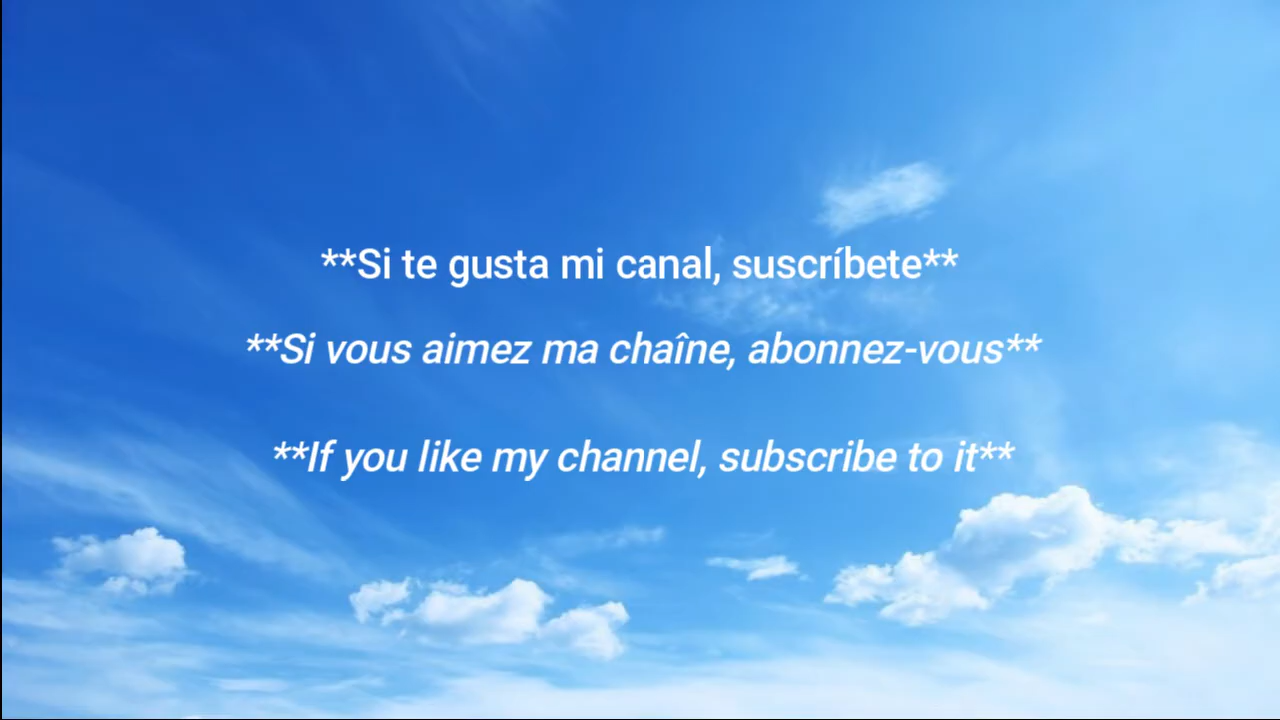 **Si te gusta mi canal, suscríbete**
**Si vous aimez ma chaîne, abonnez-vous**
**If you like my channel, subscribe to it**